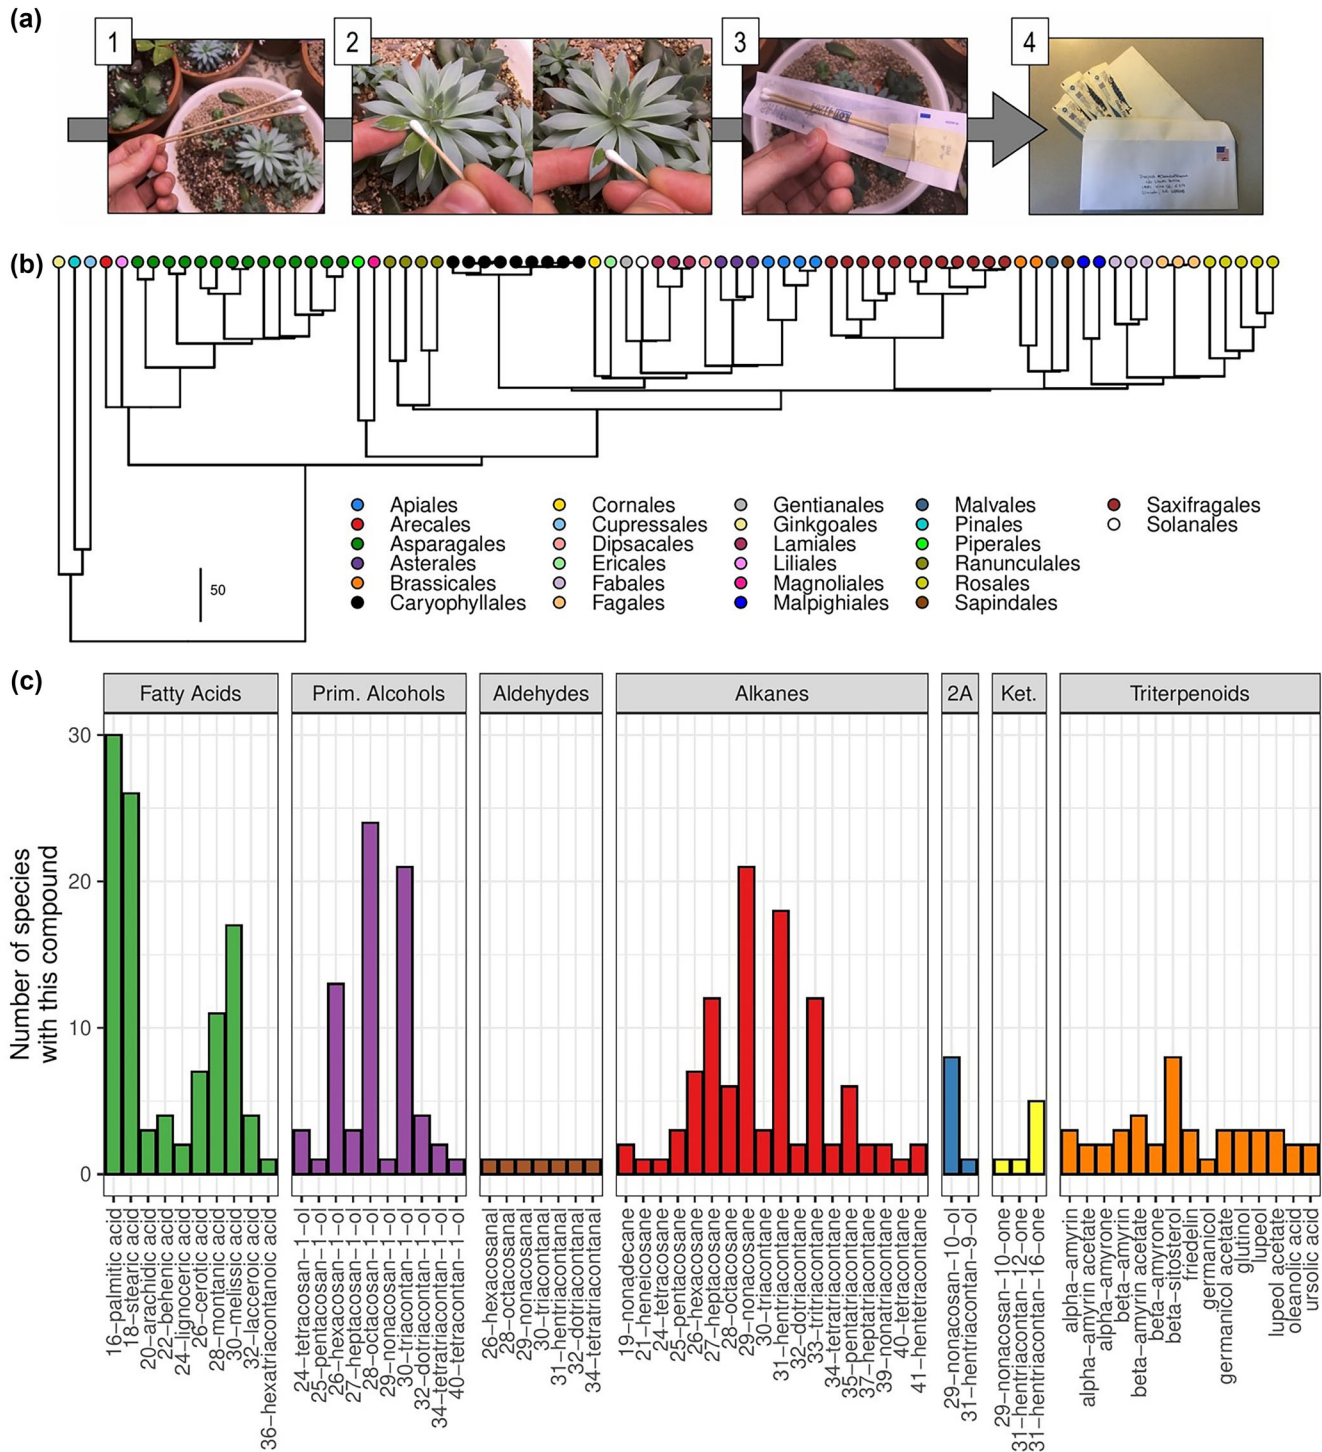 (a)
1
2
3
4
(b)
50
Apiales
Arecales
Asparagales
Asterales
Brassicales
Caryophyllales
Cornales
Cupressales
Dipsacales
Ericales
Fabales
Fagales
Gentianales
Ginkgoales
Lamiales
Liliales
Magnoliales
Malpighiales
Malvales
Pinales
Piperales
Ranunculales
Rosales
Sapindales
Saxifragales
Solanales
(c)
Fatty Acids
Prim. Alcohols
Aldehydes
Alkanes
2A
Ket.
Triterpenoids
Number of species
with this compound
30
20
10
0
16−palmitic acid
18−stearic acid
20−arachidic acid
22−behenic acid
24−lignoceric acid
26−cerotic acid
28−montanic acid
30−melissic acid
32−lacceroic acid
36−hexatriacontanoic acid
24−tetracosan−1−ol
25−pentacosan−1−ol
26−hexacosan−1−ol
27−heptacosan−1−ol
28−octacosan−1−ol
29−nonacosan−1−ol
30−triacontan−1−ol
32−dotriacontan−1−ol
34−tetratriacontan−1−ol
40−tetracontan−1−ol
26−hexacosanal
28−octacosanal
29−nonacosanal
30−triacontanal
31−hentriacontanal
32−dotriacontanal
34−tetratriacontanal
19−nonadecane
21−heneicosane
24−tetracosane
25−pentacosane
26−hexacosane
27−heptacosane
28−octacosane
29−nonacosane
30−triacontane
31−hentriacontane
32−dotriacontane
33−tritriacontane
34−tetratriacontane
35−pentatriacontane
37−heptatriacontane
39−nonatriacontane
40−tetracontane
41−hentetracontane
29−nonacosan−10−ol
31−hentriacontan−9−ol
29−nonacosan−10−one
31−hentriacontan−12−one
31−hentriacontan−16−one
alpha−amyrin
alpha−amyrin acetate
alpha−amyrone
beta−amyrin
beta−amyrin acetate
beta−amyrone
beta−sitosterol
friedelin
germanicol
germanicol acetate
glutinol
lupeol
lupeol acetate
oleanolic acid
ursolic acid